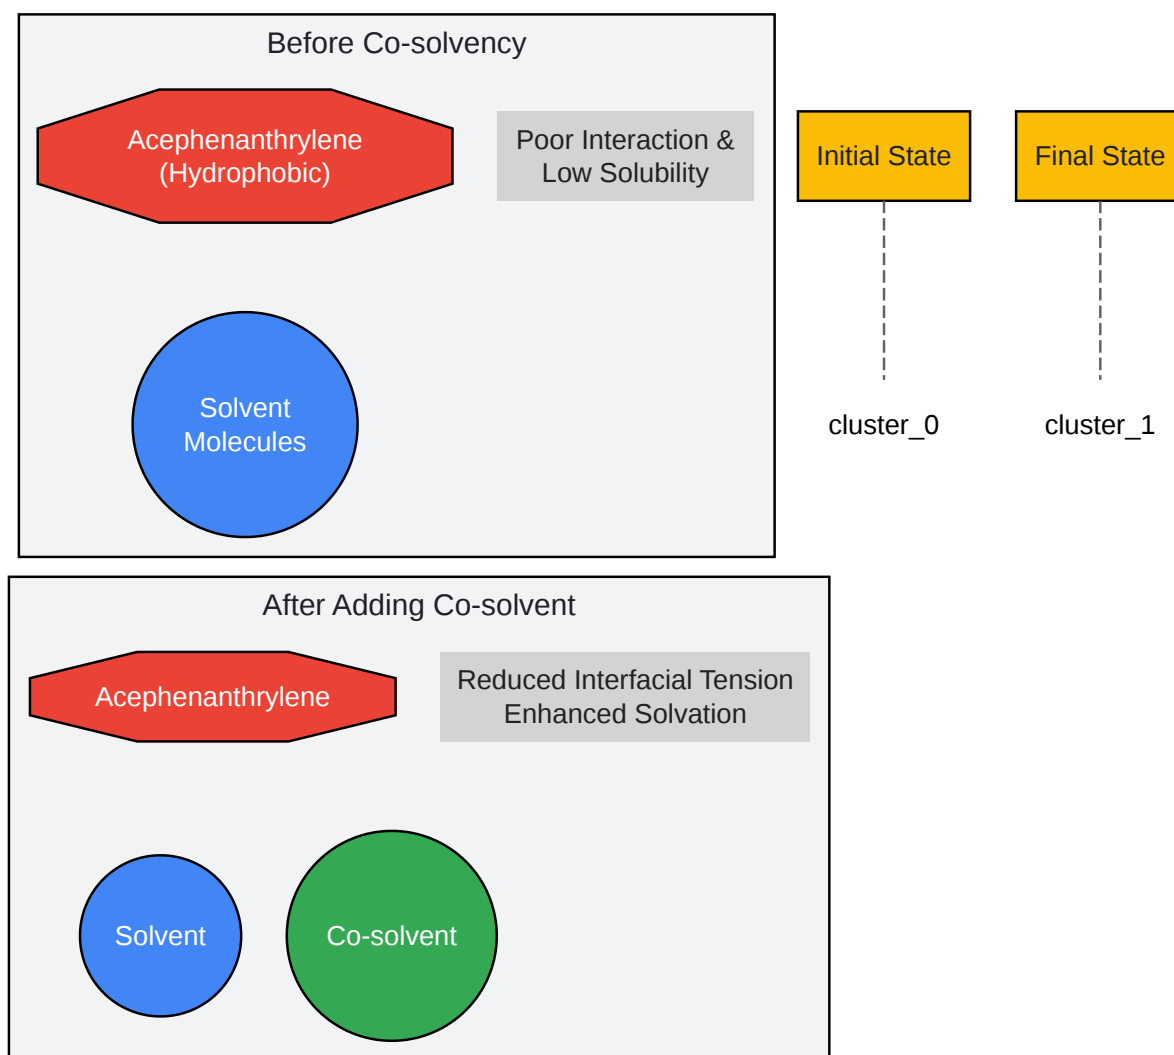 Before Co-solvency
Acephenanthrylene
(Hydrophobic)
Poor Interaction &
Low Solubility
Initial State
Final State
Solvent
Molecules
cluster_0
cluster_1
After Adding Co-solvent
Acephenanthrylene
Reduced Interfacial Tension
Enhanced Solvation
Solvent
Co-solvent